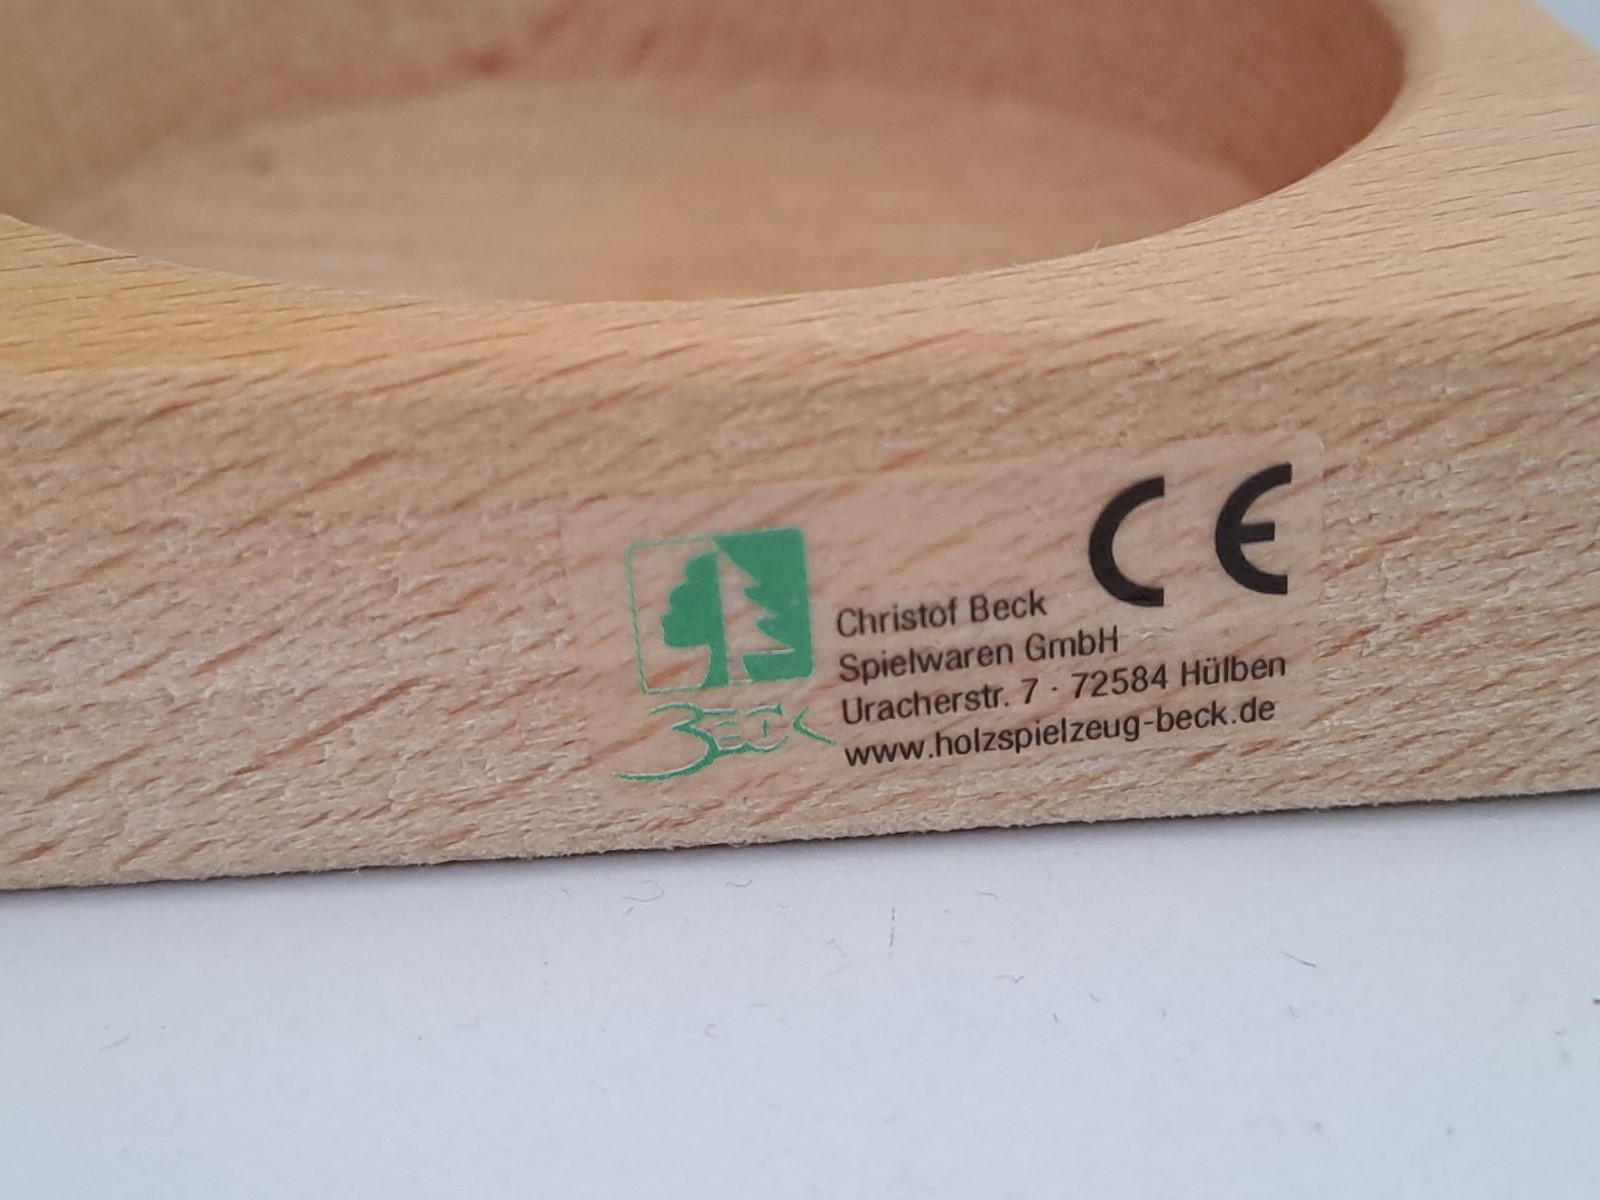 CE
BECK
Christof Beck
Spielwaren GmbH
Uracherstr. 7 · 72584 Hülben
www.holzspielzeug-beck.de